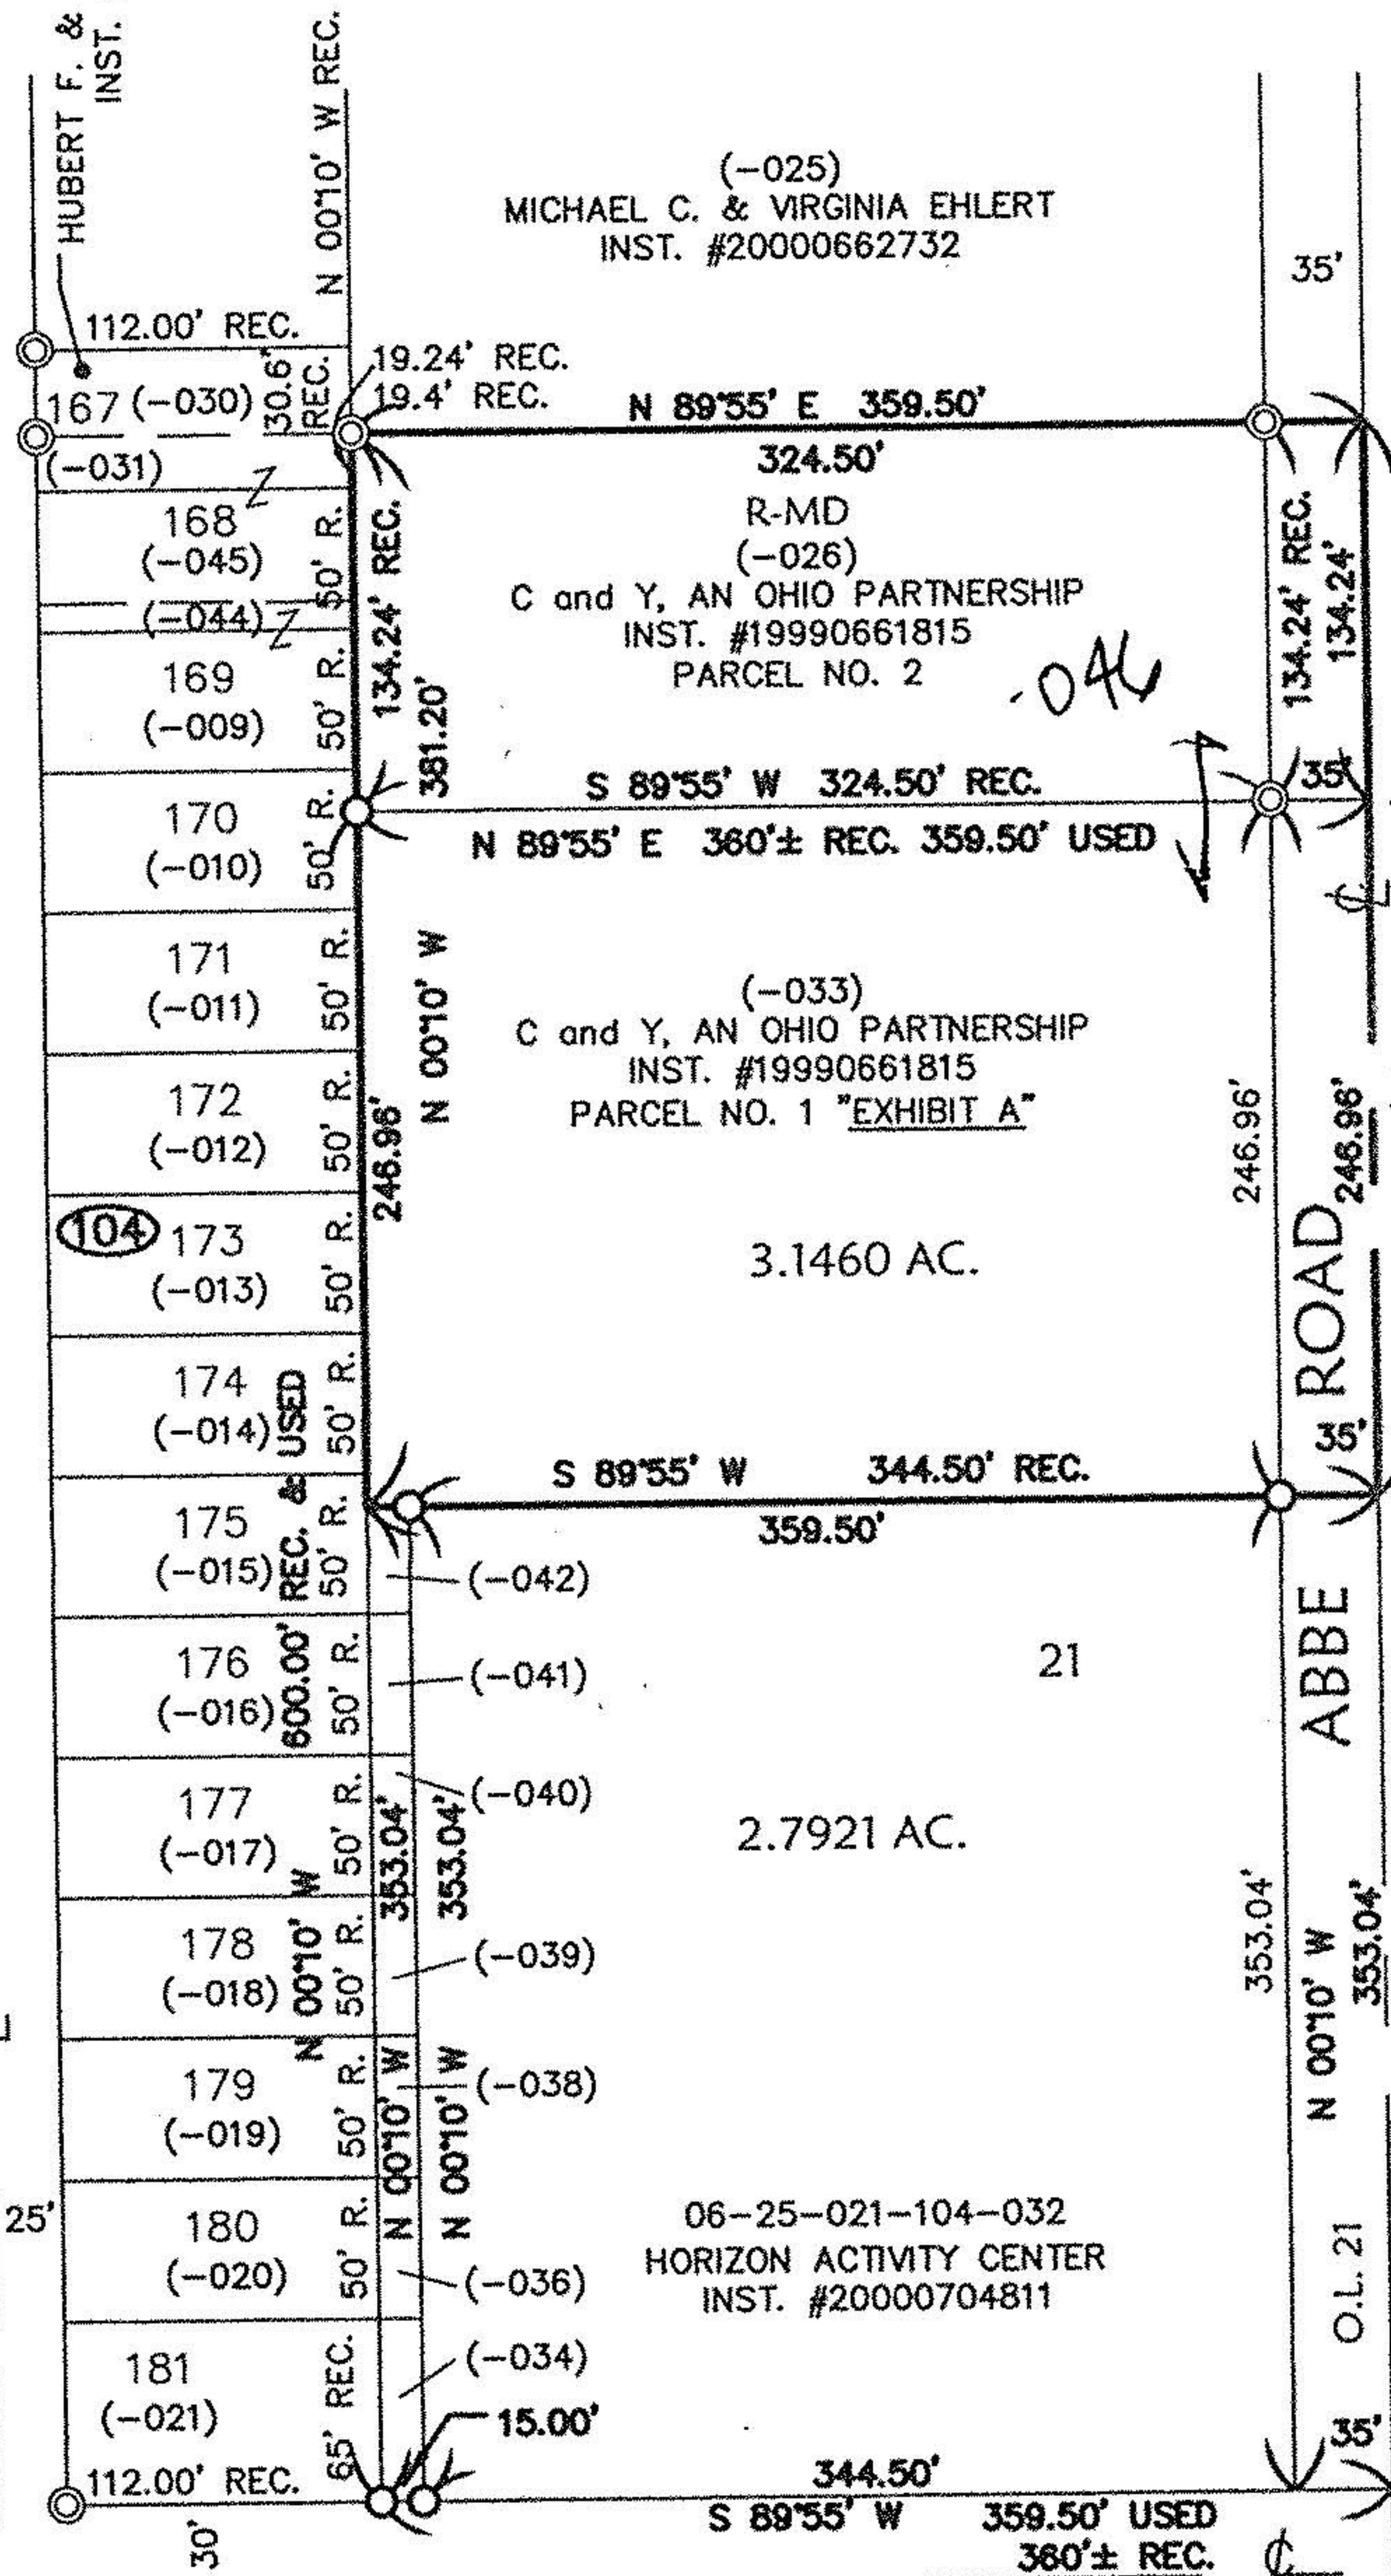 HUBERT F. &
INST.
N 00°10' W REC.
(-025)
MICHAEL C. & VIRGINIA EHLERT
INST. #20000662732
35'
112.00' REC.
167 (-030)
30.6'
REC.
19.24' REC.
19.4' REC.
N 89°55' E 359.50'
324.50'
(-031)
168
(-045)
50' R.
(-044)
134.24' REC.
R-MD
(-026)
C and Y, AN OHIO PARTNERSHIP
INST. #19990661815
PARCEL NO. 2
-046
134.24' REC.
134.24'
169
(-009)
50' R.
381.20'
S 89°55' W 324.50' REC.
35'
N 89°55' E 360'± REC. 359.50' USED
170
(-010)
50' R.
171
(-011)
50' R.
N 00°10' W
(-033)
C and Y, AN OHIO PARTNERSHIP
INST. #19990661815
PARCEL NO. 1 "EXHIBIT A"
172
(-012)
50' R.
246.96'
246.96'
246.96'
104
173
(-013)
50' R.
3.1460 AC.
ABBE ROAD
174
(-014)
50' R.
600.00' REC. & USED
35'
S 89°55' W 344.50' REC.
359.50'
175
(-015)
50' R.
(-042)
176
(-016)
50' R.
(-041)
21
177
(-017)
50' R.
(-040)
353.04'
353.04'
2.7921 AC.
178
(-018)
50' R.
N 00°10' W
(-039)
353.04'
N 00°10' W
353.04'
179
(-019)
50' R.
N 00°10' W
N 00°10' W
(-038)
25'
180
(-020)
50' R.
(-036)
06-25-021-104-032
HORIZON ACTIVITY CENTER
INST. #20000704811
O.L. 21
181
(-021)
65' REC.
(-034)
15.00'
35'
112.00' REC.
344.50'
S 89°55' W 359.50' USED
360'± REC.
30'